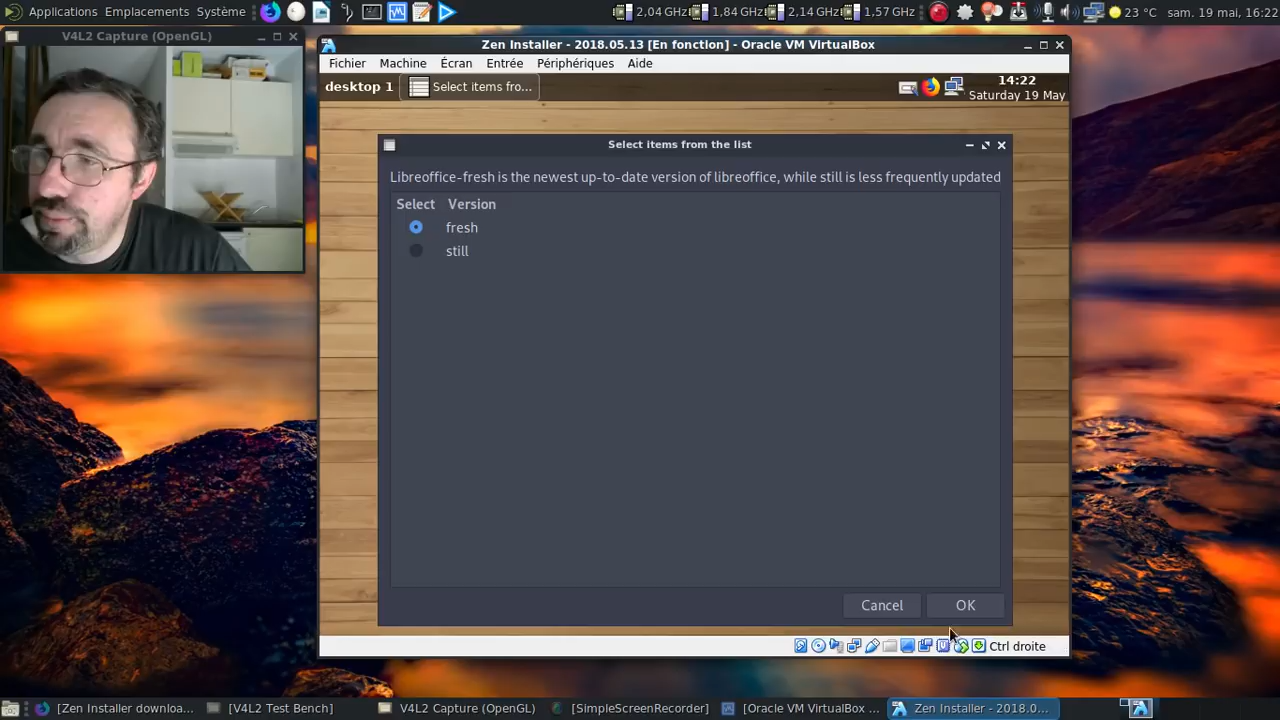 Applications Emplacements Système
2,04 GHz 1,84 GHz 2,14 GHz 1,57 GHz 23 °C sam. 19 mai, 16:22
V4L2 Capture (OpenGL)
Zen Installer - 2018.05.13 [En fonction] - Oracle VM VirtualBox
Fichier Machine Écran Entrée Périphériques Aide
desktop 1 Select items fro...
14:22
Saturday 19 May
Select items from the list
Libreoffice-fresh is the newest up-to-date version of libreoffice, while still is less frequently updated
Select Version
fresh
still
Cancel OK
Ctrl droite
[Zen Installer downloa... [V4L2 Test Bench] V4L2 Capture (OpenGL) [SimpleScreenRecorder] [Oracle VM VirtualBox ... Zen Installer - 2018.0...